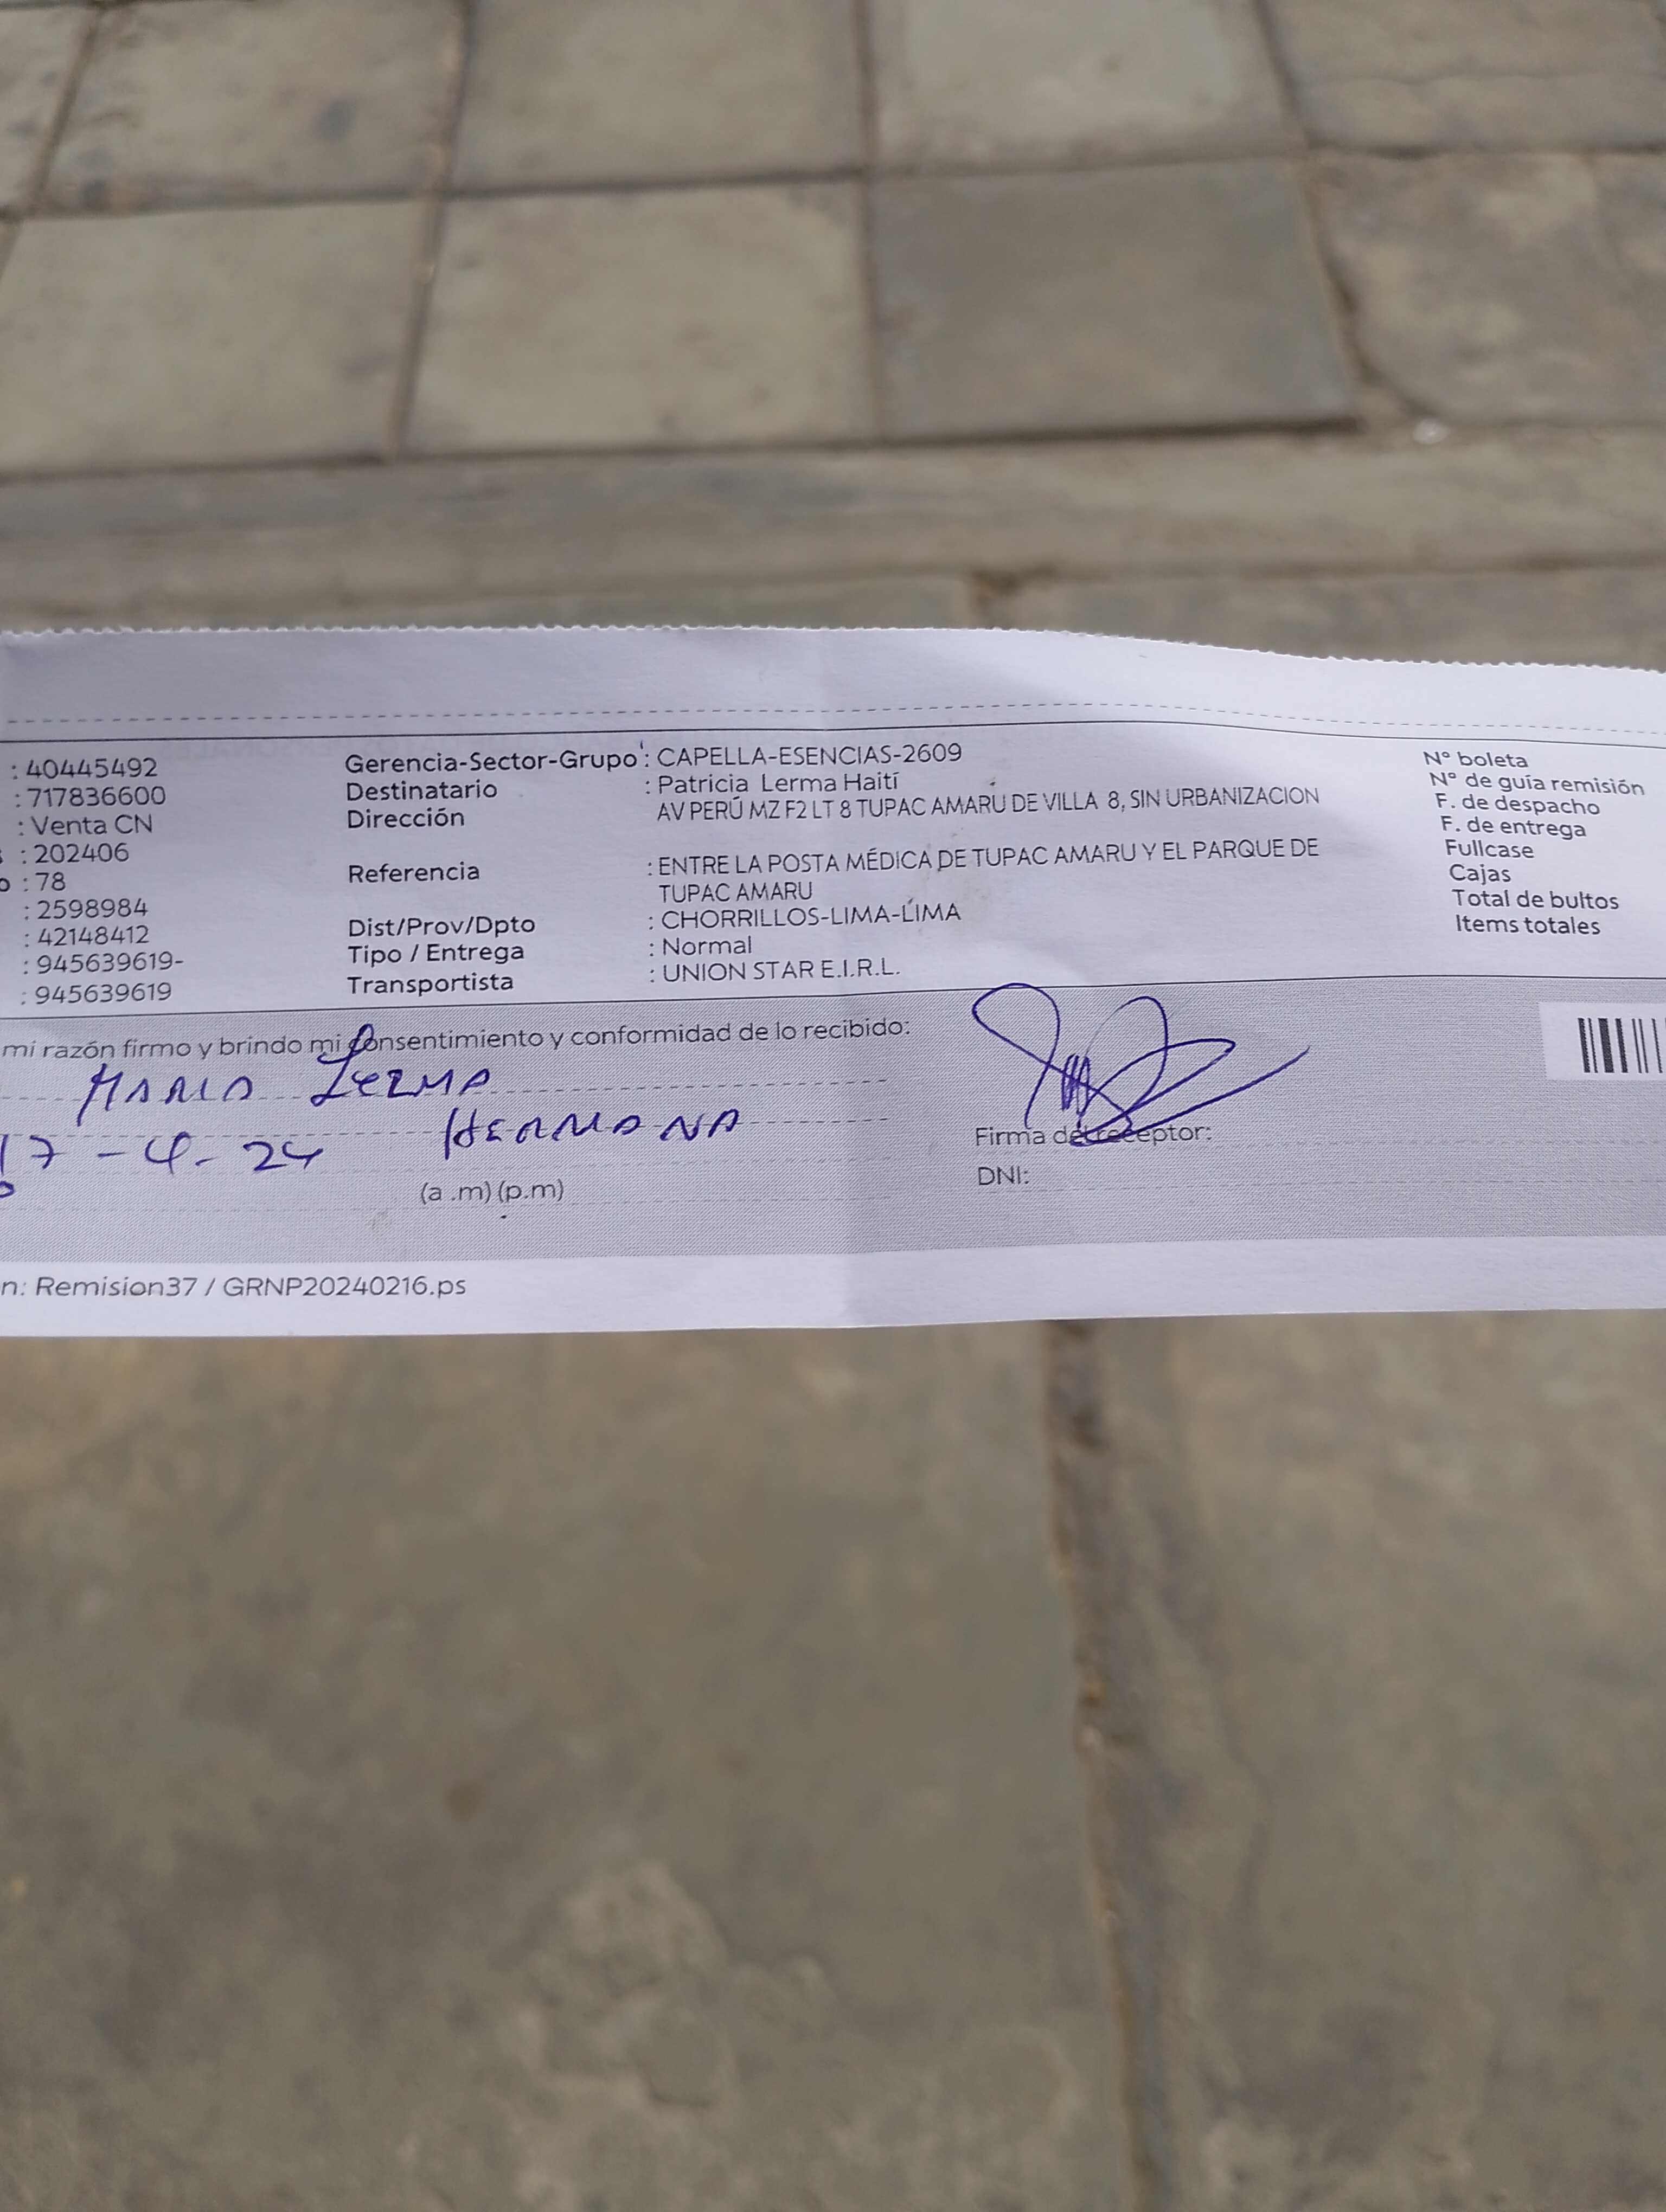 : 40445492
: 717836600
: Venta CN
: 202406
: 78
: 2598984
: 42148412
: 945639619-
: 945639619
Gerencia-Sector-Grupo : CAPELLA-ESENCIAS-2609
Destinatario : Patricia Lerma Haití
Dirección AV PERÚ MZ F2 LT 8 TUPAC AMARU DE VILLA 8, SIN URBANIZACION
Referencia : ENTRE LA POSTA MÉDICA DE TUPAC AMARU Y EL PARQUE DE
TUPAC AMARU
Dist/Prov/Dpto : CHORRILLOS-LIMA-LIMA
Tipo / Entrega : Normal
Transportista : UNION STAR E.I.R.L.
N° boleta
N° de guía remisión
F. de despacho
F. de entrega
Fullcase
Cajas
Total de bultos
Items totales
mi razón firmo y brindo mi consentimiento y conformidad de lo recibido:
LERMA
HERMANA
17-4-24
(a .m) (p.m)
Firma del receptor:
DNI:
n: Remision37 / GRNP20240216.ps